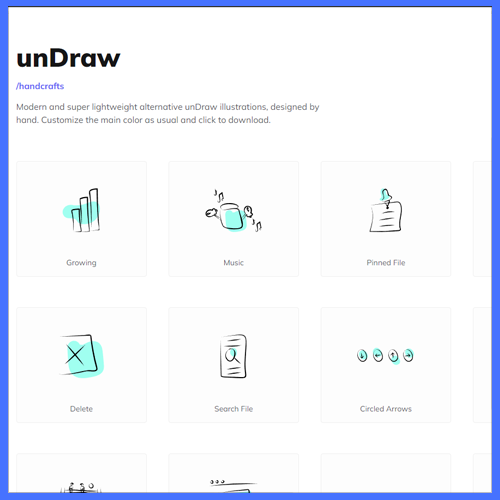 unDraw
/handcrafts
Modern and super lightweight alternative unDraw illustrations, designed by
hand. Customize the main color as usual and click to download.
Growing
Music
Pinned File
Delete
Search File
Circled Arrows